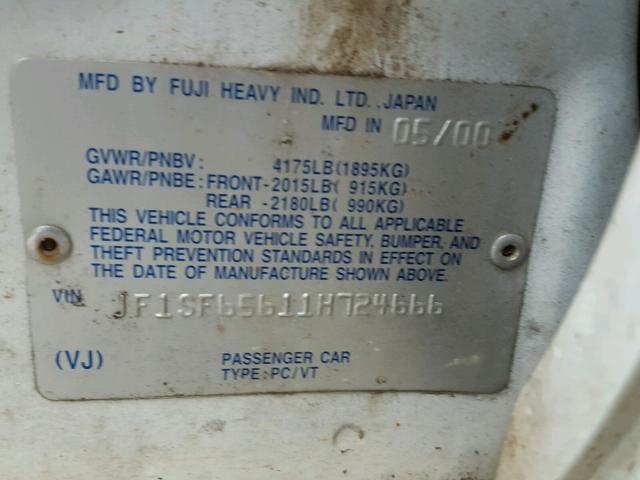 MFD BY FUJI HEAVY IND. LTD. JAPAN
MFD IN 05/00
GVWR/PNBV: 4175LB(1895KG)
GAWR/PNBE: FRONT-2015LB( 915KG)
REAR -2180LB( 990KG)
THIS VEHICLE CONFORMS TO ALL APPLICABLE
FEDERAL MOTOR VEHICLE SAFETY, BUMPER, AND
THEFT PREVENTION STANDARDS IN EFFECT ON
THE DATE OF MANUFACTURE SHOWN ABOVE.
VIN JF1SF65611H724666
(VJ) PASSENGER CAR
TYPE: PC/VT